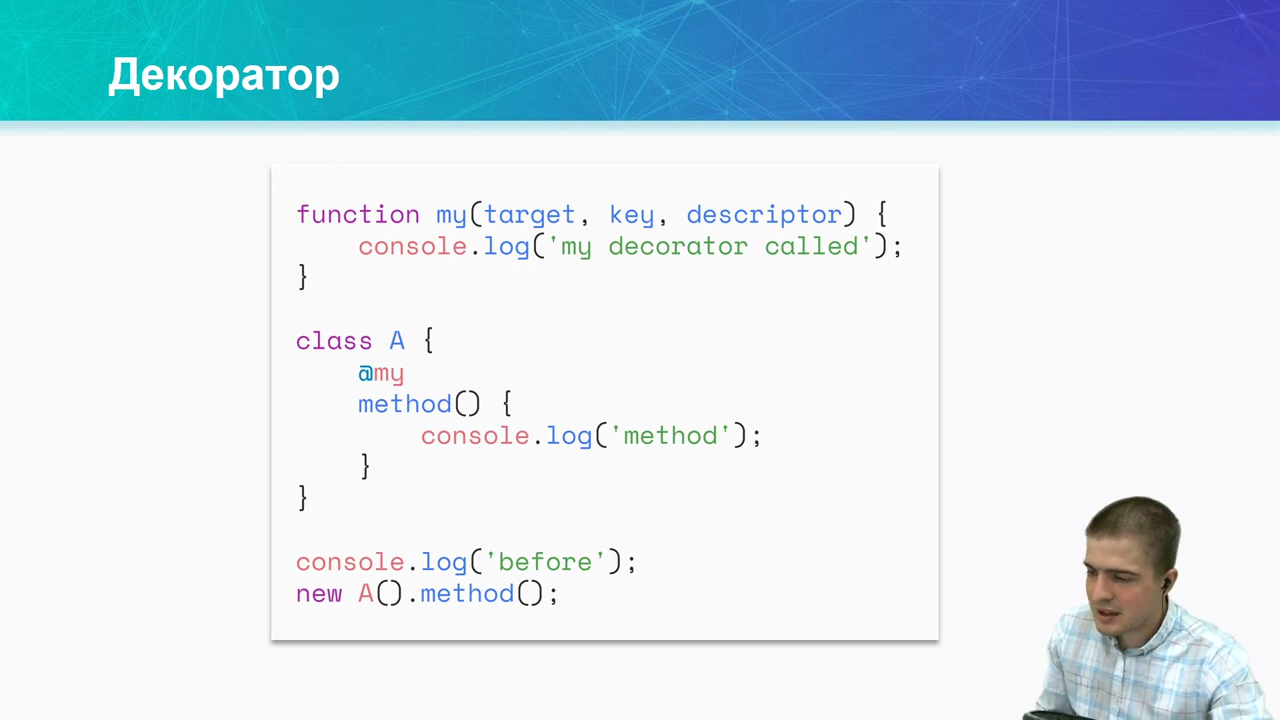 Декоратор
function my(target, key, descriptor) {
    console.log('my decorator called');
}
class A {
    @my
    method() {
        console.log('method');
    }
}
console.log('before');
new A().method();